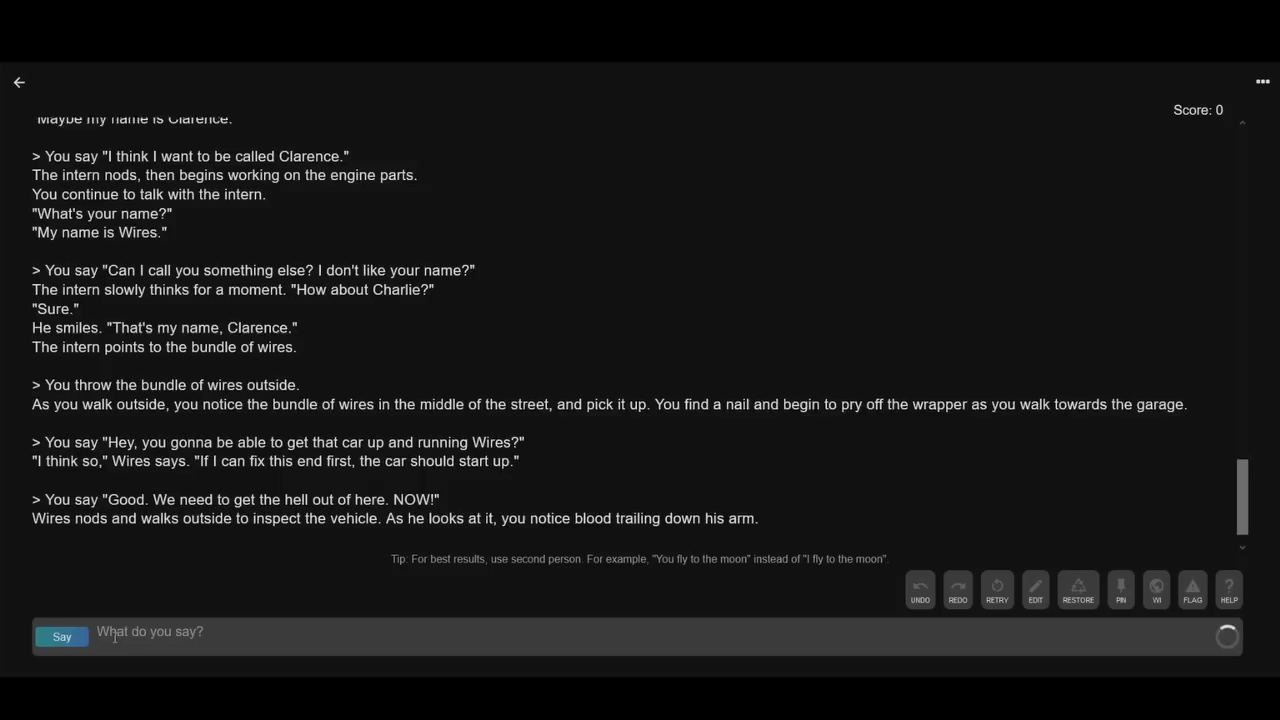 Score: 0
"Maybe my name is Clarence."
> You say "I think I want to be called Clarence."
The intern nods, then begins working on the engine parts.
You continue to talk with the intern.
"What's your name?"
"My name is Wires."
> You say "Can I call you something else? I don't like your name?"
The intern slowly thinks for a moment. "How about Charlie?"
"Sure."
He smiles. "That's my name, Clarence."
The intern points to the bundle of wires.
> You throw the bundle of wires outside.
As you walk outside, you notice the bundle of wires in the middle of the street, and pick it up. You find a nail and begin to pry off the wrapper as you walk towards the garage.
> You say "Hey, you gonna be able to get that car up and running Wires?"
"I think so," Wires says. "If I can fix this end first, the car should start up."
> You say "Good. We need to get the hell out of here. NOW!"
Wires nods and walks outside to inspect the vehicle. As he looks at it, you notice blood trailing down his arm.
Tip: For best results, use second person. For example, "You fly to the moon" instead of "I fly to the moon".
UNDO REDO RETRY EDIT RESTORE PIN WI FLAG HELP
Say What do you say?